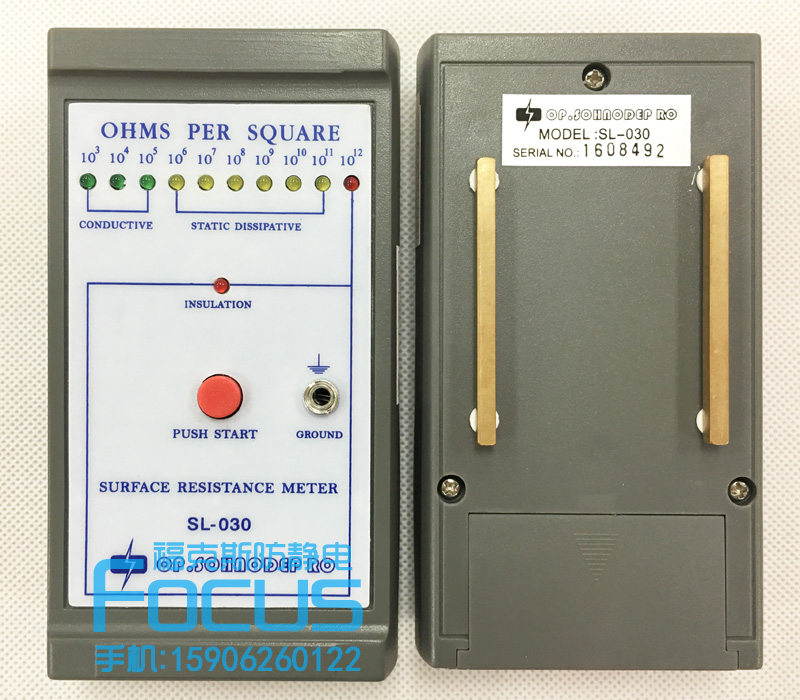 OHMS PER SQUARE
10³ 10⁴ 10⁵ 10⁶ 10⁷ 10⁸ 10⁹ 10¹⁰ 10¹¹ 10¹²
CONDUCTIVE STATIC DISSIPATIVE
INSULATION
PUSH START GROUND
SURFACE RESISTANCE METER
SL-030
OP.SOHNODEP RO
福克斯防静电
FOCUS
手机:15906260122
OP.SOHNODEP RO
MODEL :SL-030
SERIAL NO.: 1608492